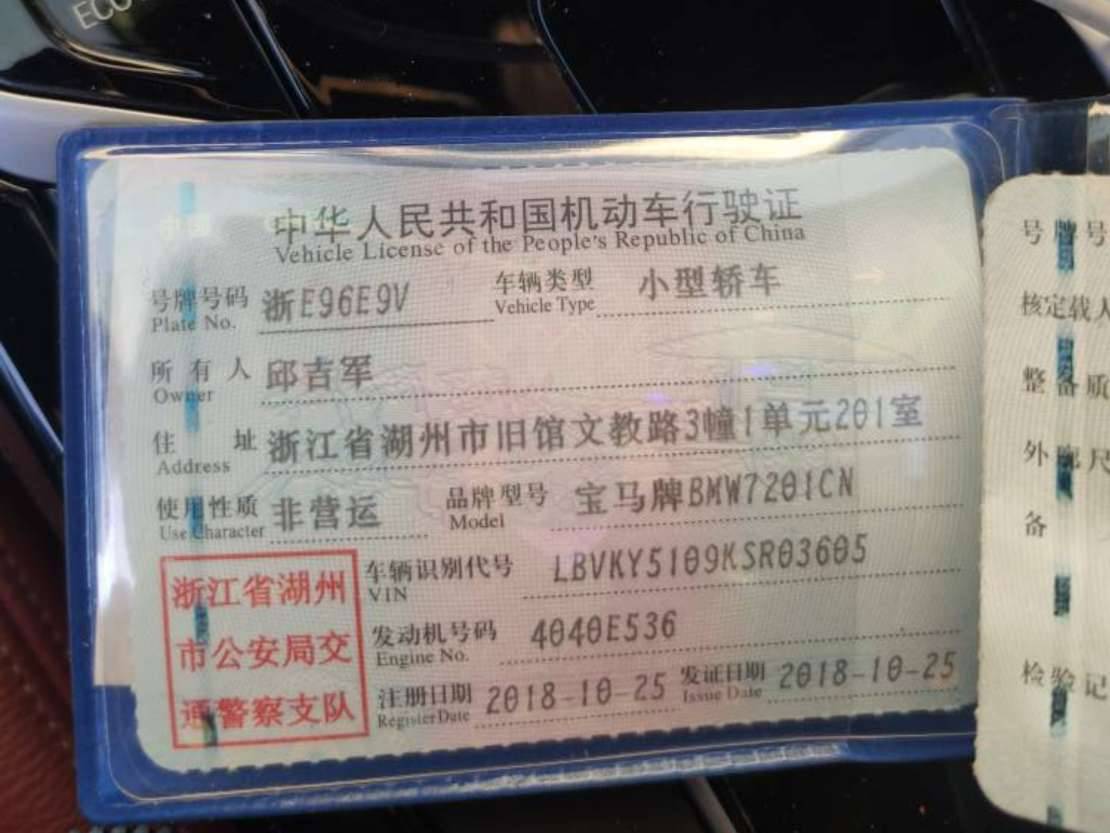 ECO
中华人民共和国机动车行驶证
Vehicle License of the People's Republic of China
号牌号码 浙E96E9V 车辆类型 小型轿车
Plate No. Vehicle Type
所有人 邱吉军
Owner
住址 浙江省湖州市旧馆文教路3幢1单元201室
Address
使用性质 非营运 品牌型号 宝马牌BMW7201CN
Use Character Model
浙江省湖州
市公安局交
通警察支队
车辆识别代号 LBVKY5109KSR03605
VIN
发动机号码 4040E536
Engine No.
注册日期 2018-10-25 发证日期 2018-10-25
Register Date Issue Date
号牌号
核定载人
整备质
外廓尺
备
检验记